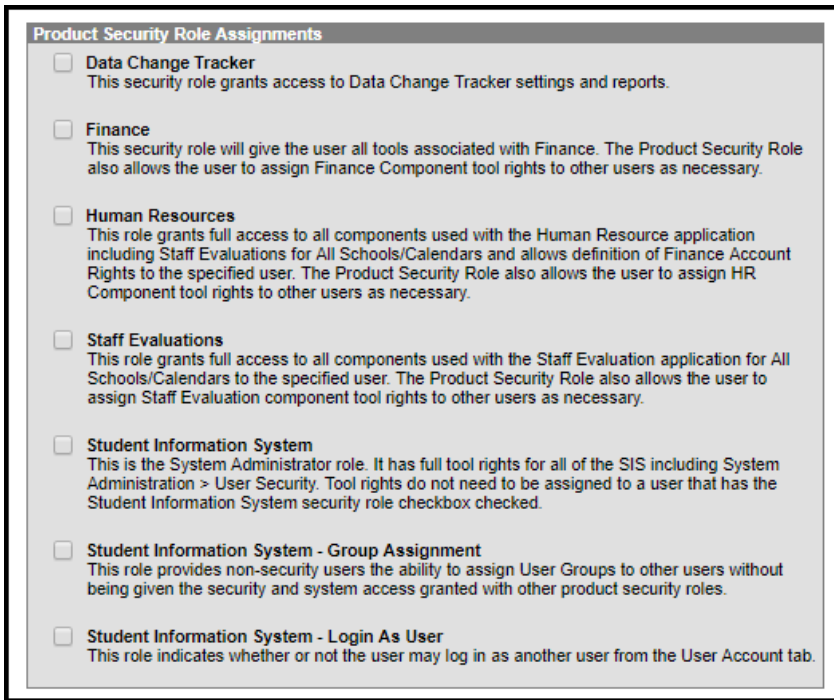 Product Security Role Assignments
Data Change Tracker
This security role grants access to Data Change Tracker settings and reports.
Finance
This security role will give the user all tools associated with Finance. The Product Security Role
also allows the user to assign Finance Component tool rights to other users as necessary.
Human Resources
This role grants full access to all components used with the Human Resource application
including Staff Evaluations for All Schools/Calendars and allows definition of Finance Account
Rights to the specified user. The Product Security Role also allows the user to assign HR
Component tool rights to other users as necessary.
Staff Evaluations
This role grants full access to all components used with the Staff Evaluation application for All
Schools/Calendars to the specified user. The Product Security Role also allows the user to
assign Staff Evaluation component tool rights to other users as necessary.
Student Information System
This is the System Administrator role. It has full tool rights for all of the SIS including System
Administration > User Security. Tool rights do not need to be assigned to a user that has the
Student Information System security role checkbox checked.
Student Information System - Group Assignment
This role provides non-security users the ability to assign User Groups to other users without
being given the security and system access granted with other product security roles.
Student Information System - Login As User
This role indicates whether or not the user may log in as another user from the User Account tab.